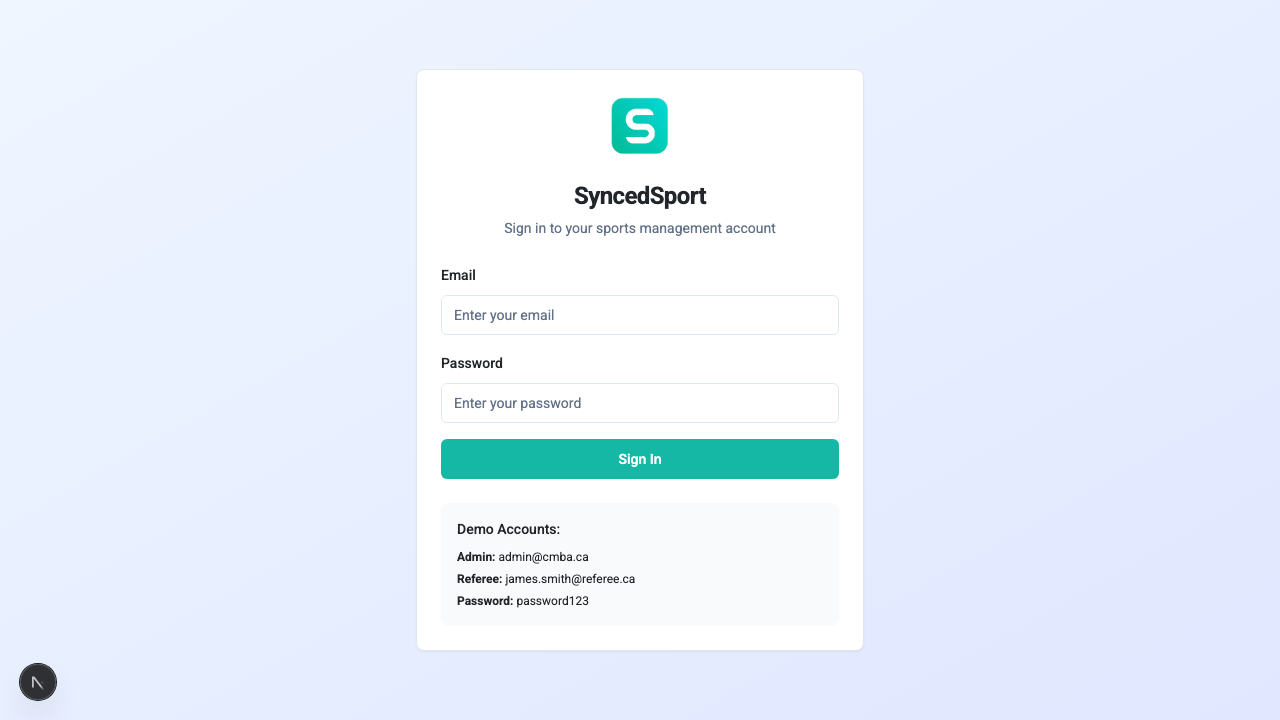 S
SyncedSport
Sign in to your sports management account
Email
Enter your email
Password
Enter your password
Sign In
Demo Accounts:
Admin: admin@cmba.ca
Referee: james.smith@referee.ca
Password: password123
N